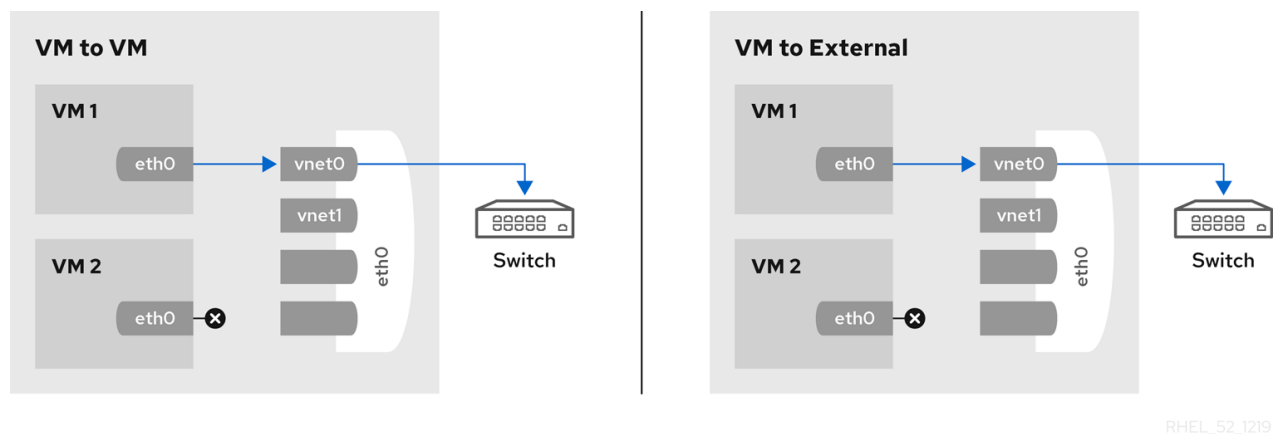 VM to VM
VM 1
eth0
vnet0
vnet1
eth0
Switch
VM 2
eth0
VM to External
VM 1
eth0
vnet0
vnet1
eth0
Switch
VM 2
eth0
RHEL_52_1219